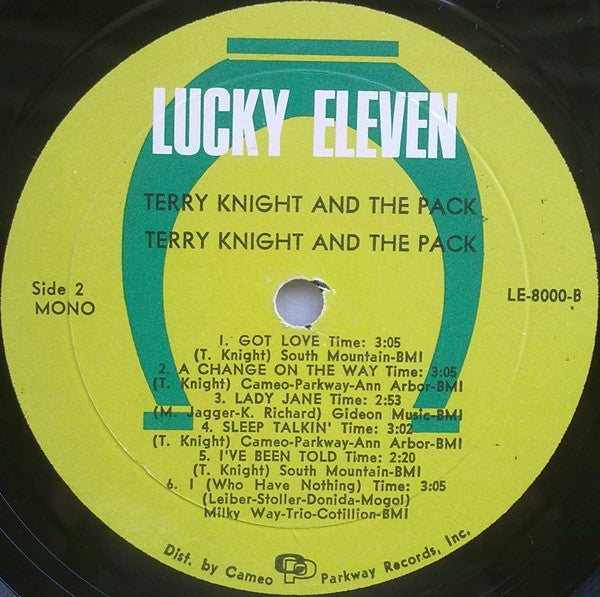 LUCKY ELEVEN
TERRY KNIGHT AND THE PACK
TERRY KNIGHT AND THE PACK
Side 2
MONO
LE-8000-B
1. GOT LOVE Time: 3:05
(T. Knight) South Mountain-BMI
2. A CHANGE ON THE WAY Time: 3:05
(T. Knight) Cameo-Parkway-Ann Arbor-BMI
3. LADY JANE Time: 2:53
(M. Jagger-K. Richard) Gideon Music-BMI
4. SLEEP TALKIN' Time: 3:02
(T. Knight) Cameo-Parkway-Ann Arbor-BMI
5. I'VE BEEN TOLD Time: 2:20
(T. Knight) South Mountain-BMI
6. I (Who Have Nothing) Time: 3:05
(Leiber-Stoller-Donida-Mogol)
Milky Way-Trio-Cotillion-BMI
Dist. by Cameo CP Parkway Records, Inc.